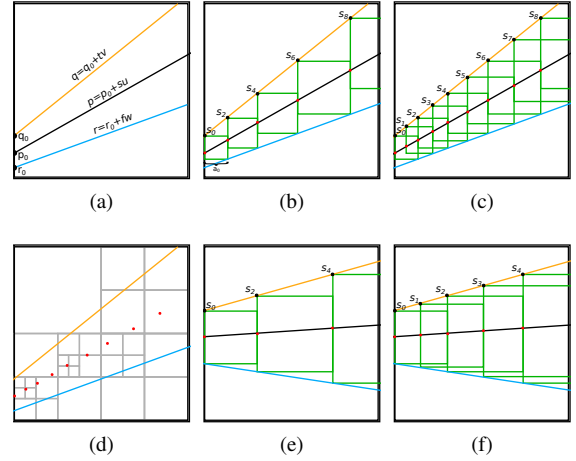 q=q₀+tv
p=p₀+su
r=r₀+fw
q₀
p₀
r₀
(a)
s₈
s₆
s₄
s₂
s₀
a₀
(b)
s₈
s₇
s₆
s₅
s₄
s₃
s₂
s₁
s₀
(c)
(d)
s₄
s₂
s₀
(e)
s₄
s₃
s₂
s₁
s₀
(f)